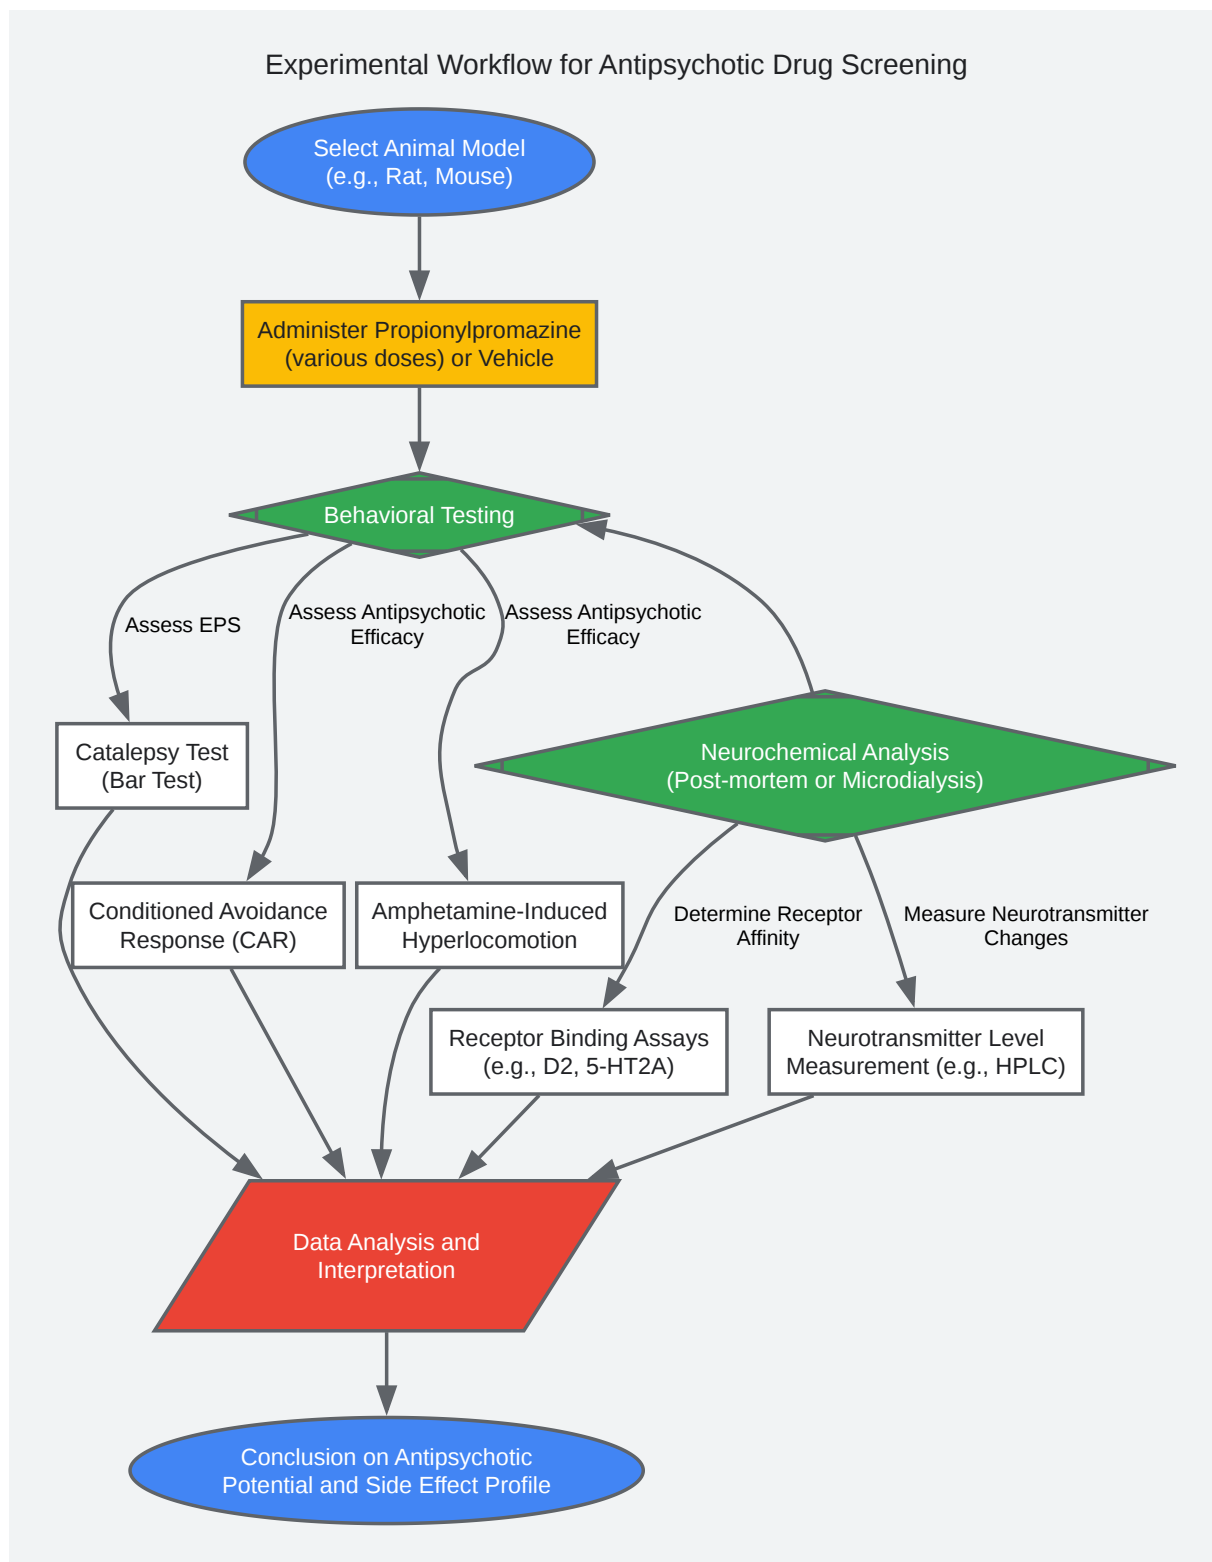 Experimental Workflow for Antipsychotic Drug Screening
Select Animal Model
(e.g., Rat, Mouse)
Administer Propionylpromazine
(various doses) or Vehicle
Behavioral Testing
Assess EPS
Assess Antipsychotic
Efficacy
Assess Antipsychotic
Efficacy
Catalepsy Test
(Bar Test)
Neurochemical Analysis
(Post-mortem or Microdialysis)
Conditioned Avoidance
Response (CAR)
Amphetamine-Induced
Hyperlocomotion
Determine Receptor
Affinity
Measure Neurotransmitter
Changes
Receptor Binding Assays
(e.g., D2, 5-HT2A)
Neurotransmitter Level
Measurement (e.g., HPLC)
Data Analysis and
Interpretation
Conclusion on Antipsychotic
Potential and Side Effect Profile